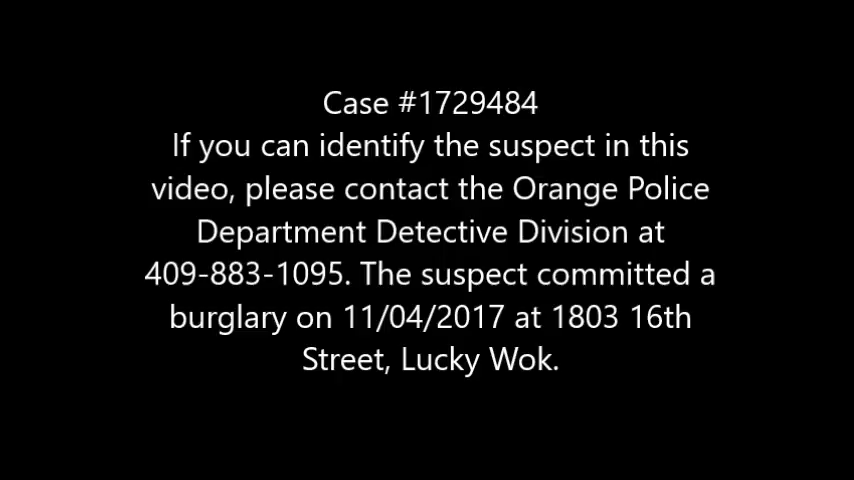 Case #1729484
If you can identify the suspect in this
video, please contact the Orange Police
Department Detective Division at
409-883-1095. The suspect committed a
burglary on 11/04/2017 at 1803 16th
Street, Lucky Wok.